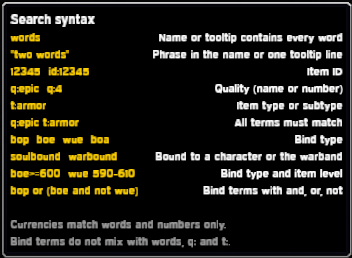 Search syntax
words Name or tooltip contains every word
"two words" Phrase in the name or one tooltip line
12345 id:12345 Item ID
q:epic q:4 Quality (name or number)
t:armor Item type or subtype
q:epic t:armor All terms must match
bop boe wue boa Bind type
soulbound warbound Bound to a character or the warband
boe>=600 wue 590-610 Bind type and item level
bop or (boe and not wue) Bind terms with and, or, not
Currencies match words and numbers only.
Bind terms do not mix with words, q: and t:.